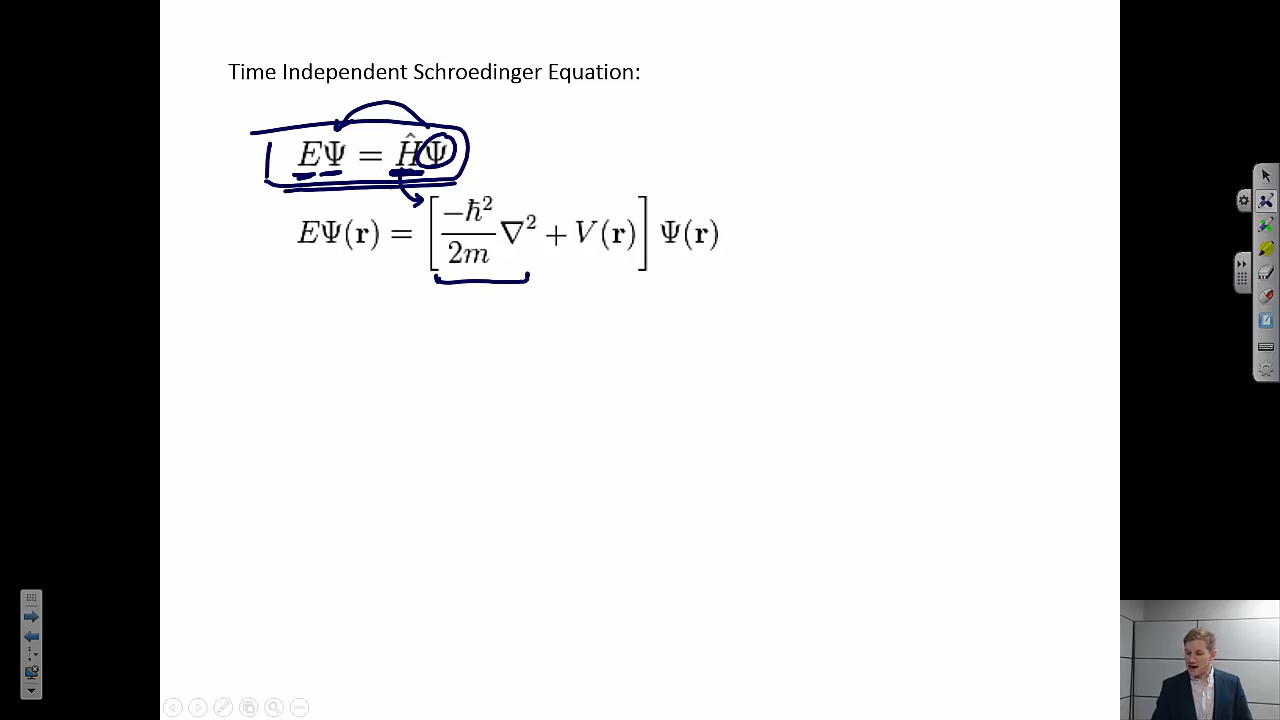 Time Independent Schroedinger Equation:
EΨ = ĤΨ
EΨ(r) = [−ħ²/2m ∇² + V(r)] Ψ(r)